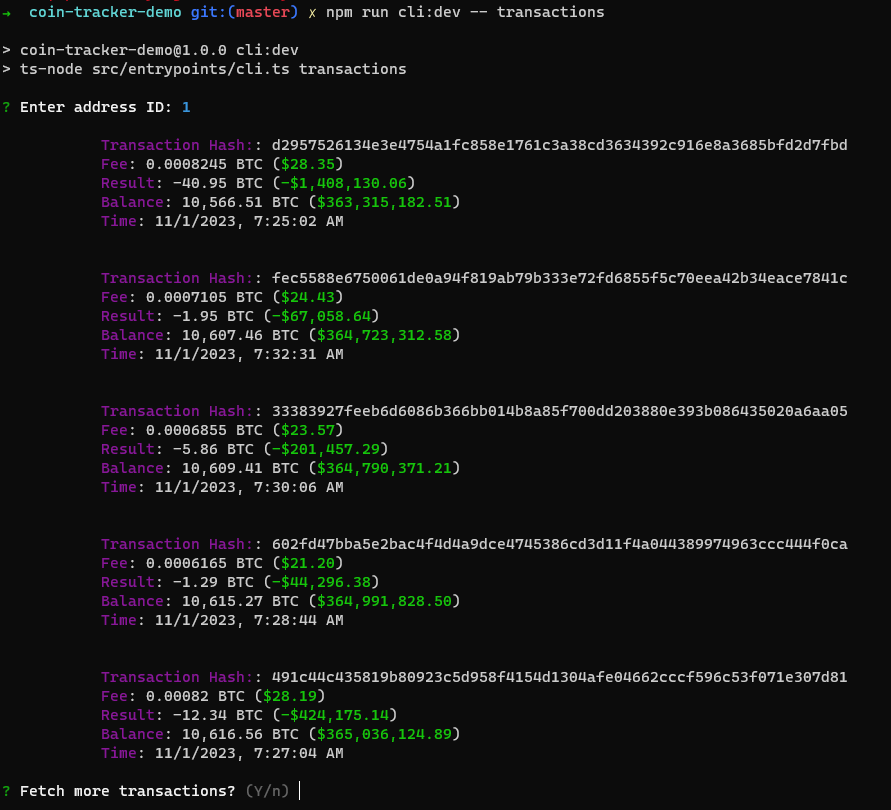 → coin-tracker-demo git:(master) ✗ npm run cli:dev -- transactions
> coin-tracker-demo@1.0.0 cli:dev
> ts-node src/entrypoints/cli.ts transactions
? Enter address ID: 1
Transaction Hash:: d2957526134e3e4754a1fc858e1761c3a38cd3634392c916e8a3685bfd2d7fbd
Fee: 0.0008245 BTC ($28.35)
Result: -40.95 BTC (-$1,408,130.06)
Balance: 10,566.51 BTC ($363,315,182.51)
Time: 11/1/2023, 7:25:02 AM
Transaction Hash:: fec5588e6750061de0a94f819ab79b333e72fd6855f5c70eea42b34eace7841c
Fee: 0.0007105 BTC ($24.43)
Result: -1.95 BTC (-$67,058.64)
Balance: 10,607.46 BTC ($364,723,312.58)
Time: 11/1/2023, 7:32:31 AM
Transaction Hash:: 33383927feeb6d6086b366bb014b8a85f700dd203880e393b086435020a6aa05
Fee: 0.0006855 BTC ($23.57)
Result: -5.86 BTC (-$201,457.29)
Balance: 10,609.41 BTC ($364,790,371.21)
Time: 11/1/2023, 7:30:06 AM
Transaction Hash:: 602fd47bba5e2bac4f4d4a9dce4745386cd3d11f4a044389974963ccc444f0ca
Fee: 0.0006165 BTC ($21.20)
Result: -1.29 BTC (-$44,296.38)
Balance: 10,615.27 BTC ($364,991,828.50)
Time: 11/1/2023, 7:28:44 AM
Transaction Hash:: 491c44c435819b80923c5d958f4154d1304afe04662cccf596c53f071e307d81
Fee: 0.00082 BTC ($28.19)
Result: -12.34 BTC (-$424,175.14)
Balance: 10,616.56 BTC ($365,036,124.89)
Time: 11/1/2023, 7:27:04 AM
? Fetch more transactions? (Y/n)